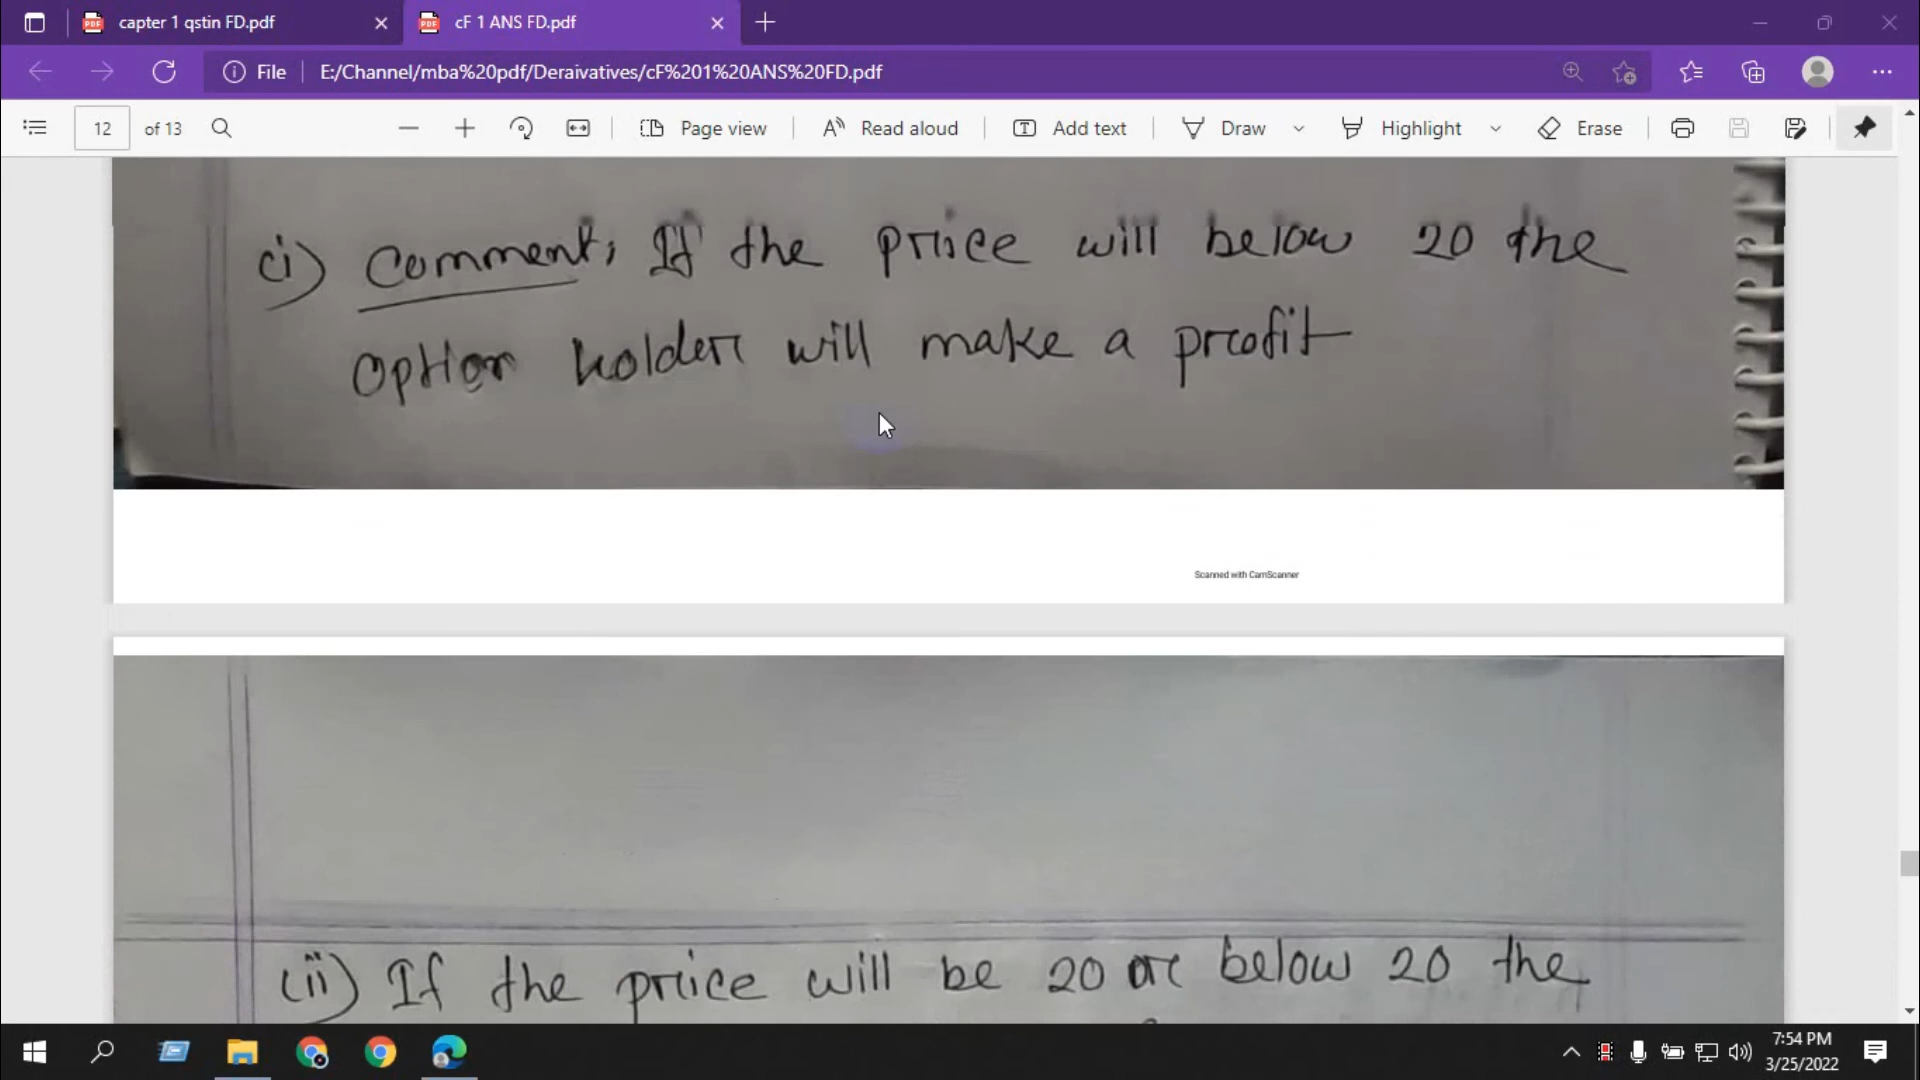 capter 1 qstin FD.pdf
cF 1 ANS FD.pdf
File
E:/Channel/mba%20pdf/Deraivatives/cF%201%20ANS%20FD.pdf
12 of 13
Page view
Read aloud
Add text
Draw
Highlight
Erase
(i) Comment; If the price will below 20 the
option holder will make a profit
Scanned with CamScanner
(ii) If the price will be 20 or below 20 the
7:54 PM
3/25/2022